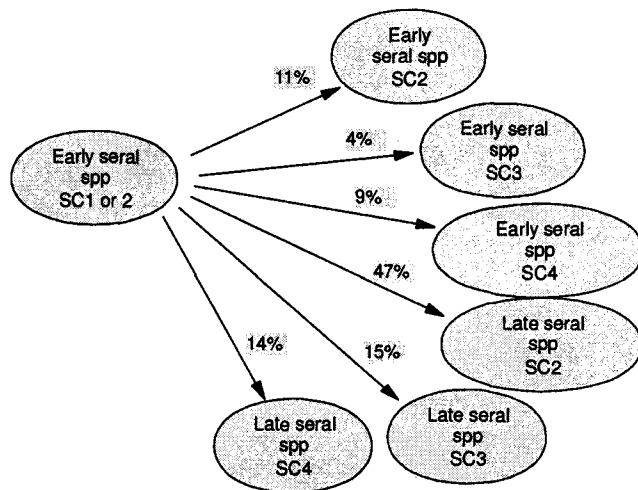 Early
seral spp
SC2
11%
Early seral
spp
SC1 or 2
4%
Early seral
spp
SC3
9%
Early seral
spp
SC4
47%
Late seral
spp
SC2
14%
15%
Late seral
spp
SC4
Late seral
spp
SC3